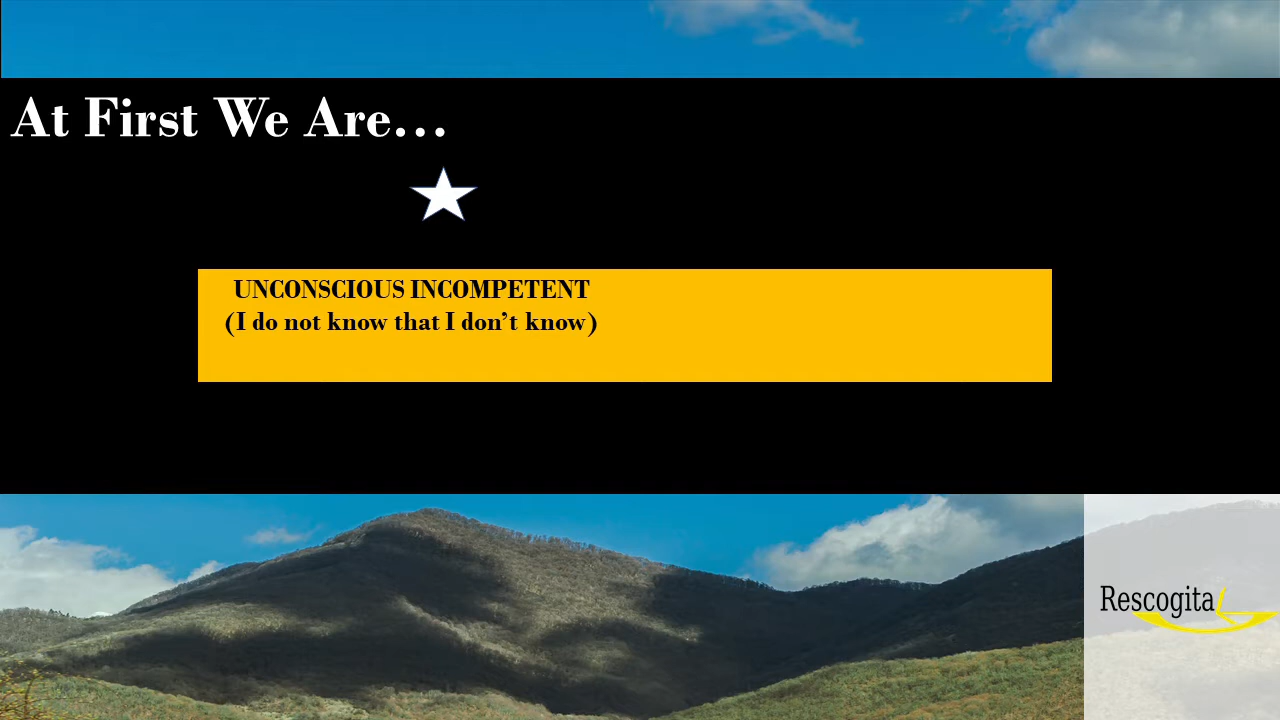 At First We Are…
UNCONSCIOUS INCOMPETENT
(I do not know that I don’t know)
Rescogita